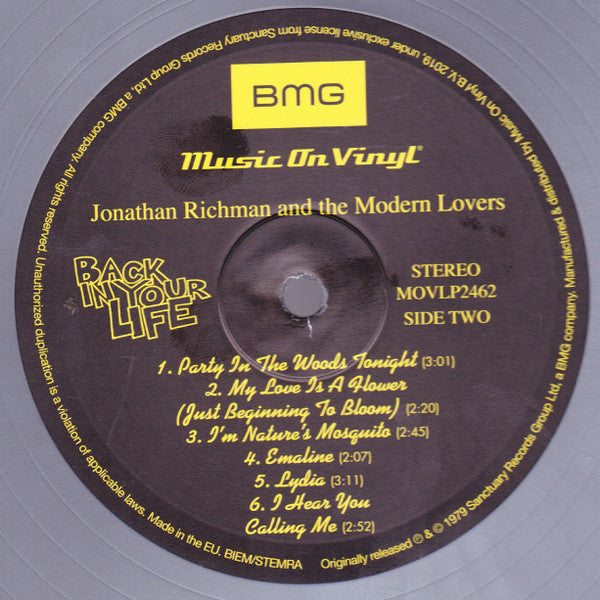 BMG
Music On Vinyl®
Jonathan Richman and the Modern Lovers
BACK
IN YOUR
LIFE
STEREO
MOVLP2462
SIDE TWO
1. Party In The Woods Tonight (3:01)
2. My Love Is A Flower
(Just Beginning To Bloom) (2:20)
3. I'm Nature's Mosquito (2:45)
4. Emaline (2:07)
5. Lydia (3:11)
6. I Hear You
Calling Me (2:52)
Originally released ℗ & © 1979 Sanctuary Records Group Ltd, a BMG company, Manufactured & distributed by Music On Vinyl B.V. 2019, under exclusive license from Sanctuary Records Group Ltd, a BMG company. All rights reserved. Unauthorized duplication is a violation of applicable laws. Made in the EU. BIEM/STEMRA